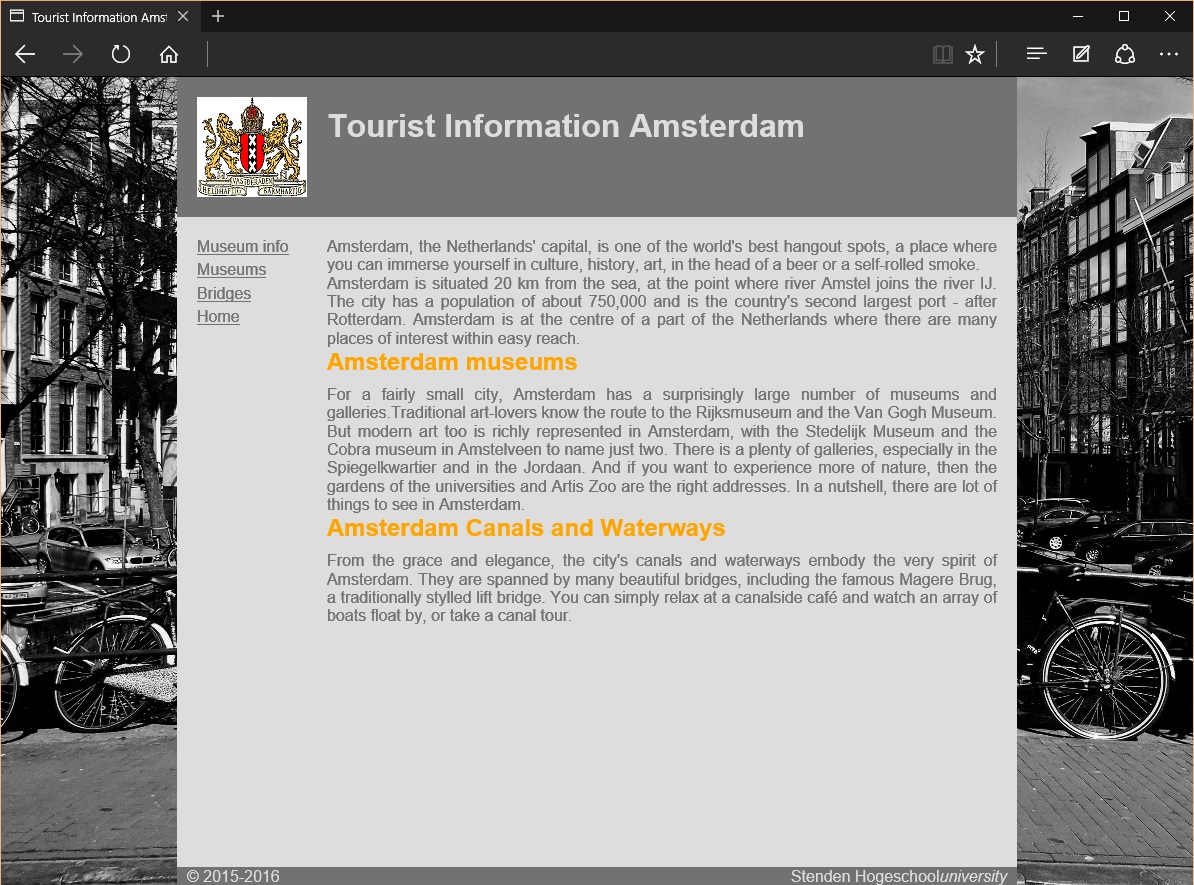 Tourist Information Ams
VASTBERADEN
HELDHAFTIG BARMHARTIG
Tourist Information Amsterdam
Museum info
Museums
Bridges
Home
Amsterdam, the Netherlands' capital, is one of the world's best hangout spots, a place where
you can immerse yourself in culture, history, art, in the head of a beer or a self-rolled smoke.
Amsterdam is situated 20 km from the sea, at the point where river Amstel joins the river IJ.
The city has a population of about 750,000 and is the country's second largest port - after
Rotterdam. Amsterdam is at the centre of a part of the Netherlands where there are many
places of interest within easy reach.
Amsterdam museums
For a fairly small city, Amsterdam has a surprisingly large number of museums and
galleries.Traditional art-lovers know the route to the Rijksmuseum and the Van Gogh Museum.
But modern art too is richly represented in Amsterdam, with the Stedelijk Museum and the
Cobra museum in Amstelveen to name just two. There is a plenty of galleries, especially in the
Spiegelkwartier and in the Jordaan. And if you want to experience more of nature, then the
gardens of the universities and Artis Zoo are the right addresses. In a nutshell, there are lot of
things to see in Amsterdam.
Amsterdam Canals and Waterways
From the grace and elegance, the city's canals and waterways embody the very spirit of
Amsterdam. They are spanned by many beautiful bridges, including the famous Magere Brug,
a traditionally stylled lift bridge. You can simply relax at a canalside café and watch an array of
boats float by, or take a canal tour.
© 2015-2016
Stenden Hogeschooluniversity